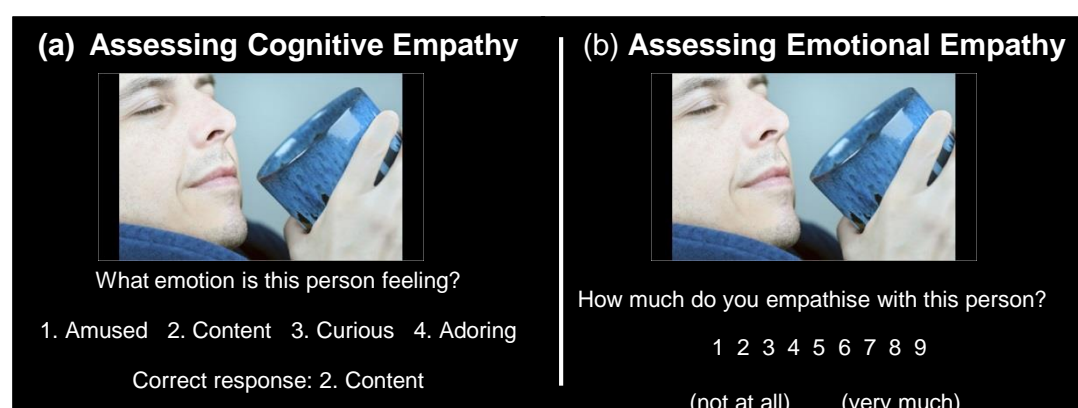 (a) Assessing Cognitive Empathy
What emotion is this person feeling?
1. Amused 2. Content 3. Curious 4. Adoring
Correct response: 2. Content
(b) Assessing Emotional Empathy
How much do you empathise with this person?
1 2 3 4 5 6 7 8 9
(not at all) (very much)